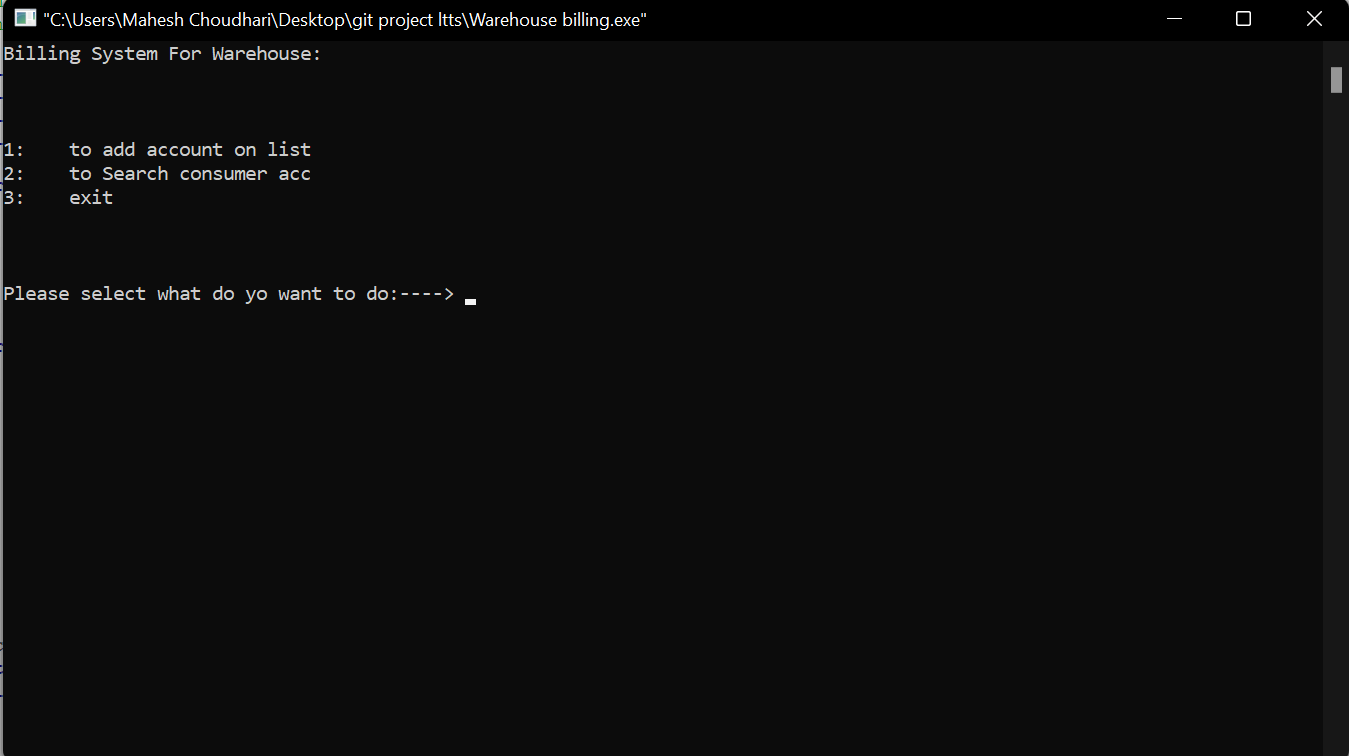 "C:\Users\Mahesh Choudhari\Desktop\git project ltts\Warehouse billing.exe"
Billing System For Warehouse:
1:    to add account on list
2:    to Search consumer acc
3:    exit
Please select what do yo want to do:---->